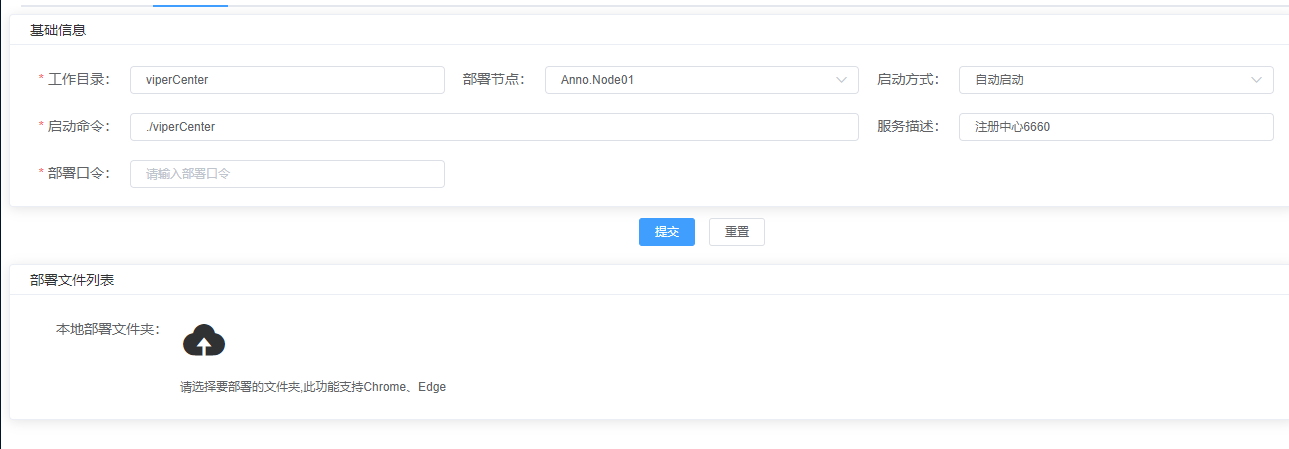 基础信息
* 工作目录： viperCenter 部署节点： Anno.Node01 启动方式： 自动启动
* 启动命令： ./viperCenter 服务描述： 注册中心6660
* 部署口令： 请输入部署口令
提交 重置
部署文件列表
本地部署文件夹：
请选择要部署的文件夹,此功能支持Chrome、Edge